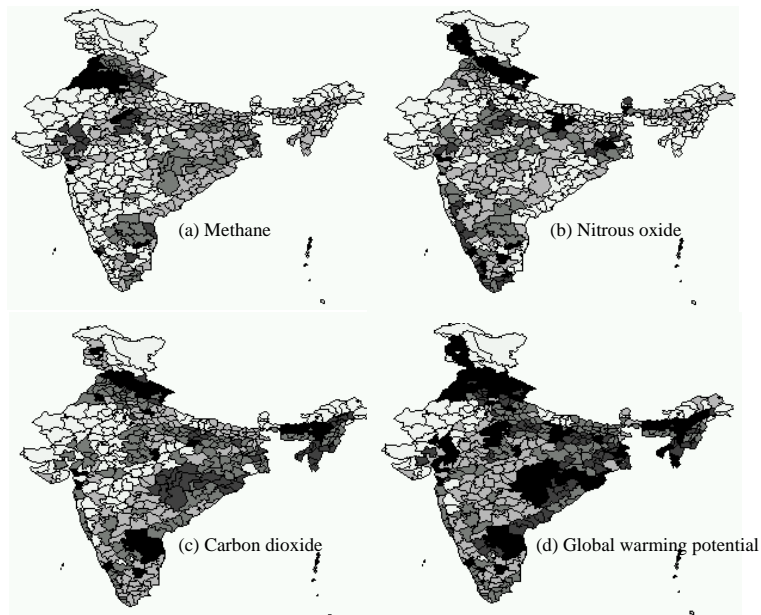 (a) Methane
(b) Nitrous oxide
(c) Carbon dioxide
(d) Global warming potential